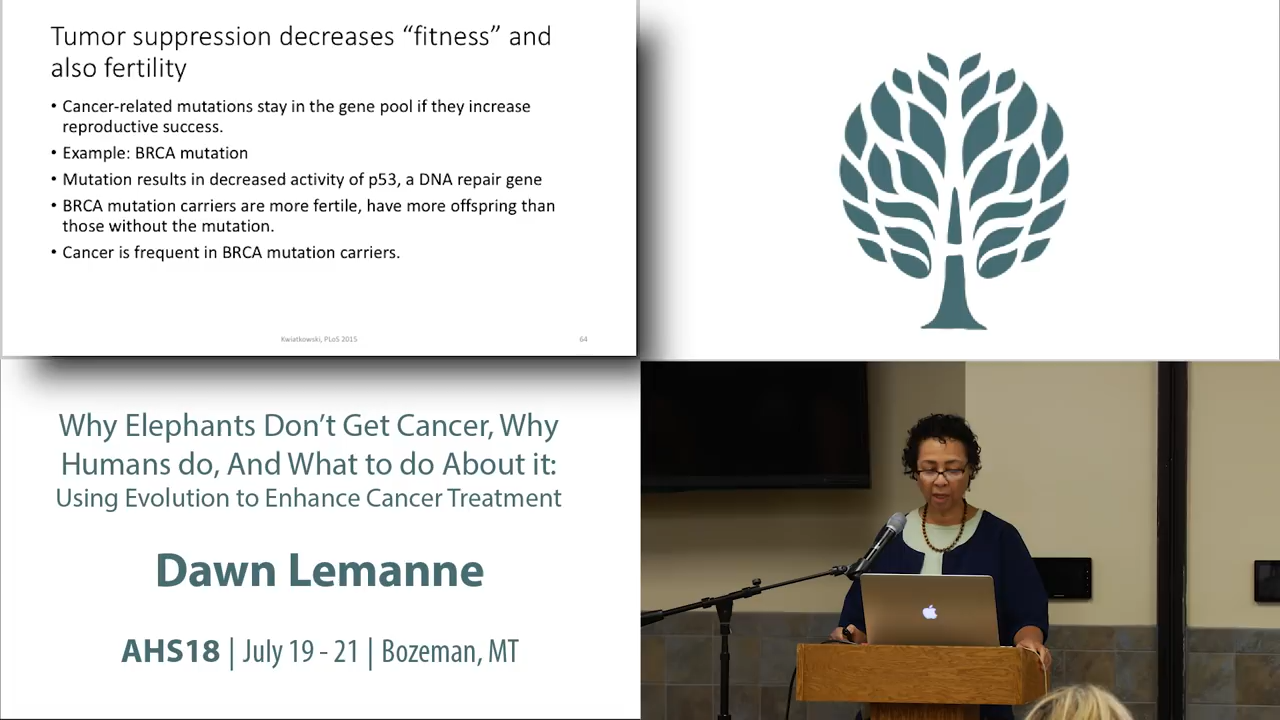 Tumor suppression decreases “fitness” and
also fertility
• Cancer-related mutations stay in the gene pool if they increase
reproductive success.
• Example: BRCA mutation
• Mutation results in decreased activity of p53, a DNA repair gene
• BRCA mutation carriers are more fertile, have more offspring than
those without the mutation.
• Cancer is frequent in BRCA mutation carriers.
Kwiatkowski, PLoS 2015
64
Why Elephants Don’t Get Cancer, Why
Humans do, And What to do About it:
Using Evolution to Enhance Cancer Treatment
Dawn Lemanne
AHS18 | July 19 - 21 | Bozeman, MT